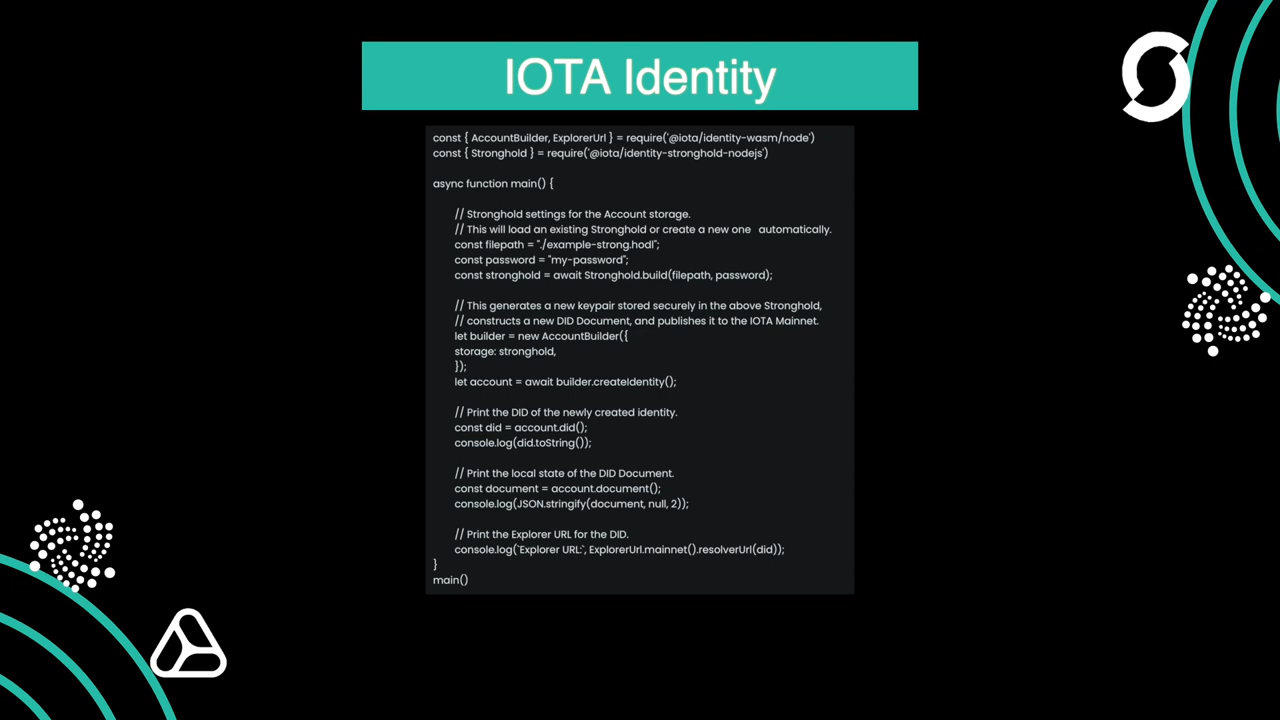 IOTA Identity
const { AccountBuilder, ExplorerUrl } = require('@iota/identity-wasm/node')
const { Stronghold } = require('@iota/identity-stronghold-nodejs')
async function main() {
// Stronghold settings for the Account storage.
// This will load an existing Stronghold or create a new one automatically.
const filepath = "./example-strong.hodl";
const password = "my-password";
const stronghold = await Stronghold.build(filepath, password);
// This generates a new keypair stored securely in the above Stronghold,
// constructs a new DID Document, and publishes it to the IOTA Mainnet.
let builder = new AccountBuilder({
storage: stronghold,
});
let account = await builder.createIdentity();
// Print the DID of the newly created identity.
const did = account.did();
console.log(did.toString());
// Print the local state of the DID Document.
const document = account.document();
console.log(JSON.stringify(document, null, 2));
// Print the Explorer URL for the DID.
console.log(`Explorer URL:`, ExplorerUrl.mainnet().resolverUrl(did));
}
main()